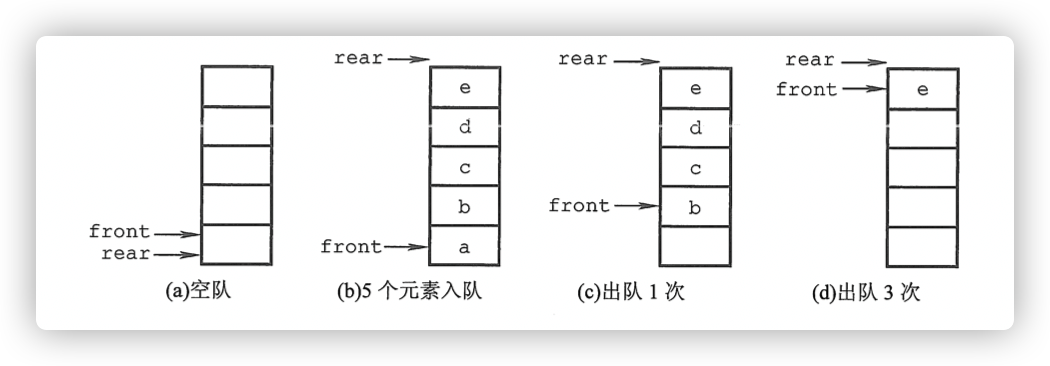 front
rear
(a)空队
rear
e
d
c
b
front
a
(b)5 个元素入队
rear
e
d
c
front
b
(c)出队 1 次
rear
front
e
(d)出队 3 次